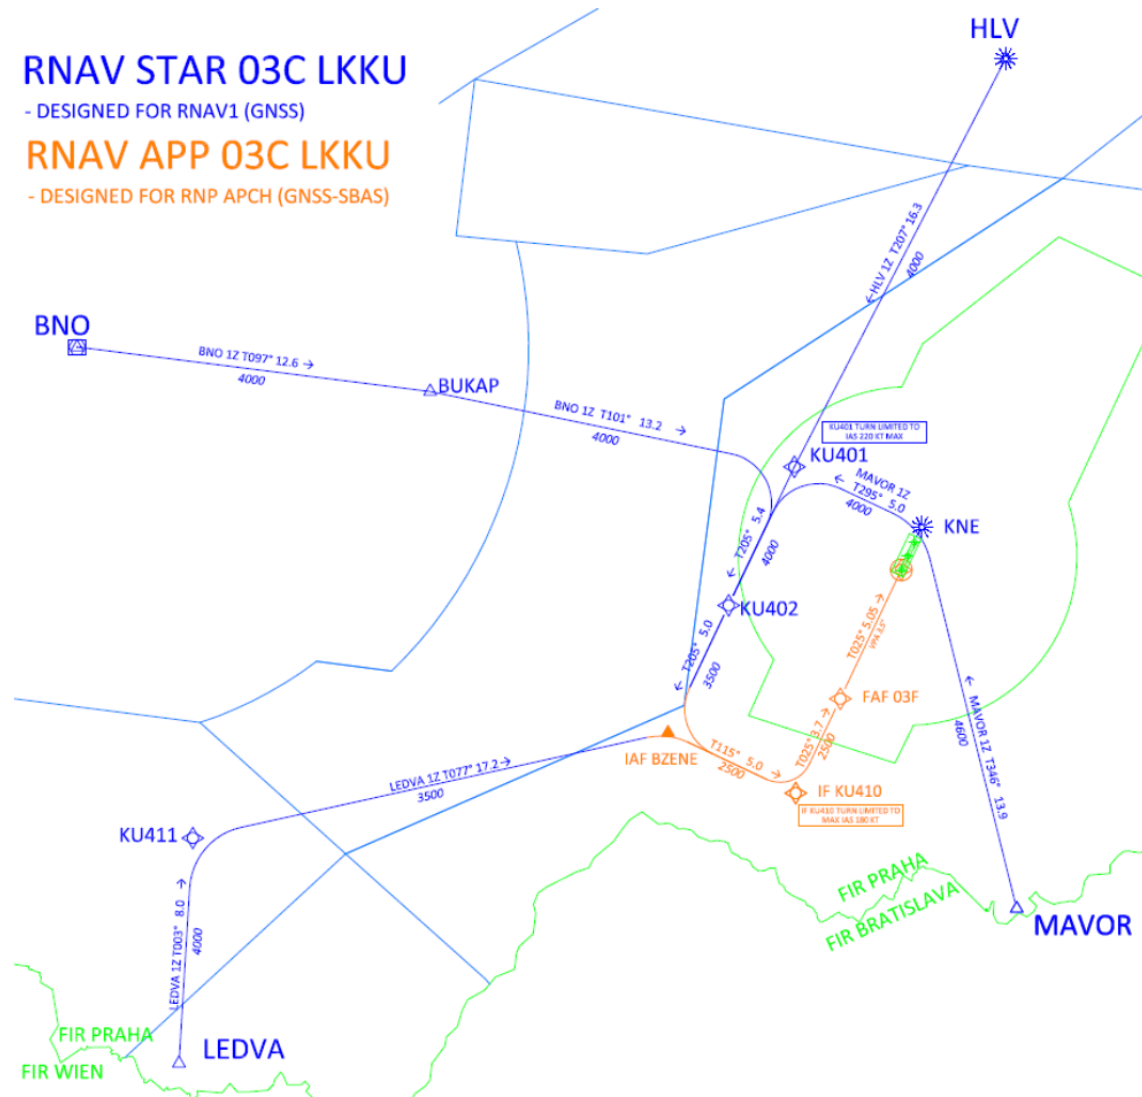 HLV
RNAV STAR 03C LKKU
- DESIGNED FOR RNAV1 (GNSS)
RNAV APP 03C LKKU
- DESIGNED FOR RNP APCH (GNSS-SBAS)
←HLV 1Z T207° 16.3
4000
BNO
BNO 1Z T097° 12.6 →
4000
BUKAP
BNO 1Z T101° 13.2 →
4000
KU401 TURN LIMITED TO
IAS 220 KT MAX
KU401
MAVOR 1Z
← T295° 5.0
4000
KNE
← T205° 5.4
4000
KU402
← T205° 5.0
3500
T025° 5.05 →
VPA 3,5°
FAF 03F
T025° 3.7 →
2500
← MAVOR 1Z T346° 13.9
4600
IAF BZENE
T115° 5.0 →
2500
IF KU410
IF KU410 TURN LIMITED TO
MAX IAS 180 KT
LEDVA 1Z T077° 17.2 →
3500
KU411
LEDVA 1Z T003° 8.0 →
4000
FIR PRAHA
FIR BRATISLAVA
MAVOR
FIR PRAHA
FIR WIEN
LEDVA